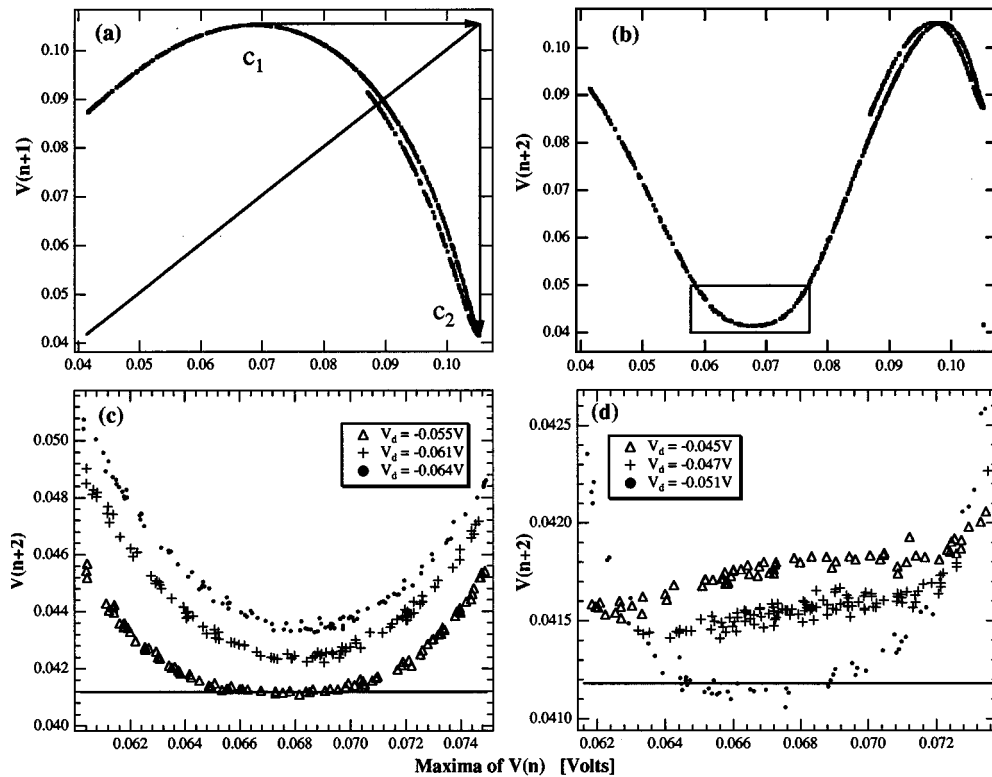 (a)
c1
c2
V(n+1)
0.10
0.09
0.08
0.07
0.06
0.05
0.04
0.04 0.05 0.06 0.07 0.08 0.09 0.10
(b)
V(n+2)
0.10
0.09
0.08
0.07
0.06
0.05
0.04
0.04 0.05 0.06 0.07 0.08 0.09 0.10
(c)
Vd = -0.055V
Vd = -0.061V
Vd = -0.064V
V(n+2)
0.050
0.048
0.046
0.044
0.042
0.040
0.062 0.064 0.066 0.068 0.070 0.072 0.074
(d)
Vd = -0.045V
Vd = -0.047V
Vd = -0.051V
V(n+2)
0.0425
0.0420
0.0415
0.0410
0.062 0.064 0.066 0.068 0.070 0.072
Maxima of V(n) [Volts]